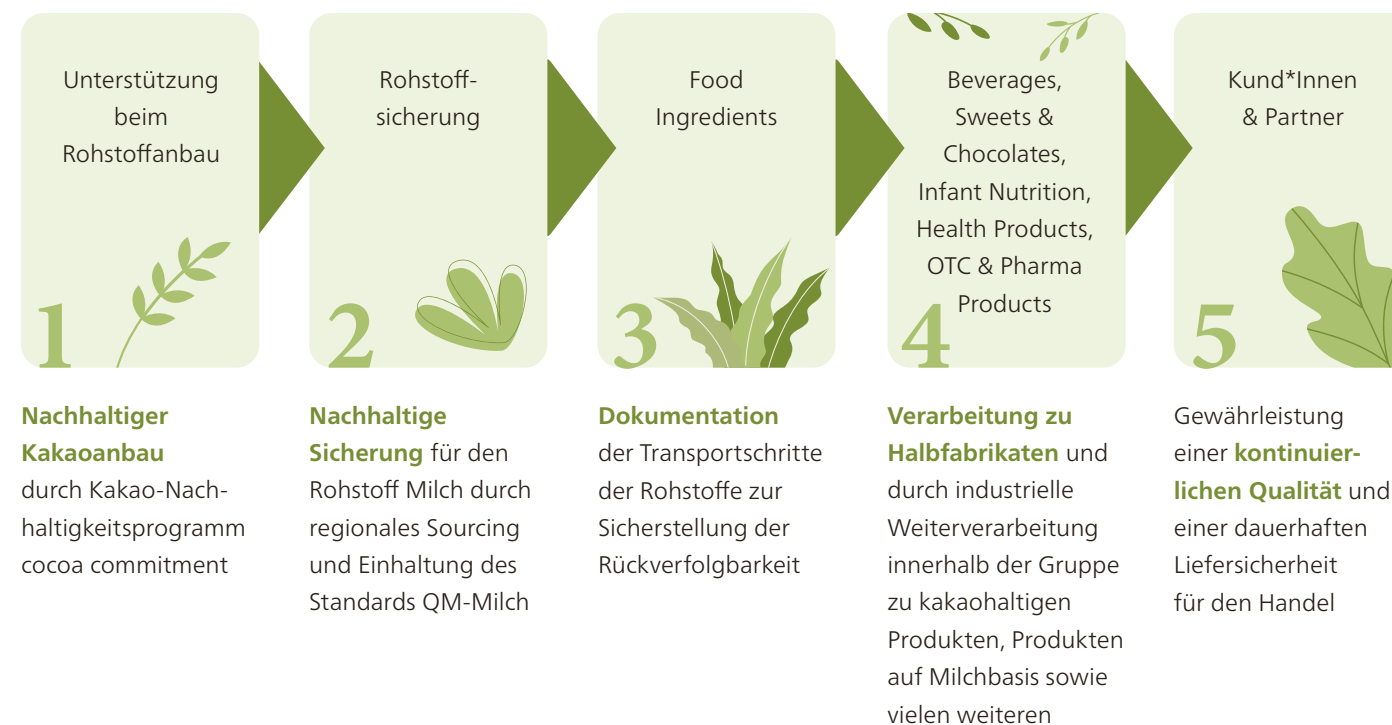 Unterstützung
beim
Rohstoffanbau
1
Rohstoff-
sicherung
2
Food
Ingredients
3
Beverages,
Sweets &
Chocolates,
Infant Nutrition,
Health Products,
OTC & Pharma
Products
4
Kund*Innen
& Partner
5
Nachhaltiger
Kakaoanbau
durch Kakao-Nach-
haltigkeitsprogramm
cocoa commitment
Nachhaltige
Sicherung für den
Rohstoff Milch durch
regionales Sourcing
und Einhaltung des
Standards QM-Milch
Dokumentation
der Transportschritte
der Rohstoffe zur
Sicherstellung der
Rückverfolgbarkeit
Verarbeitung zu
Halbfabrikaten und
durch industrielle
Weiterverarbeitung
innerhalb der Gruppe
zu kakaohaltigen
Produkten, Produkten
auf Milchbasis sowie
vielen weiteren
Gewährleistung
einer kontinuier-
lichen Qualität und
einer dauerhaften
Liefersicherheit
für den Handel